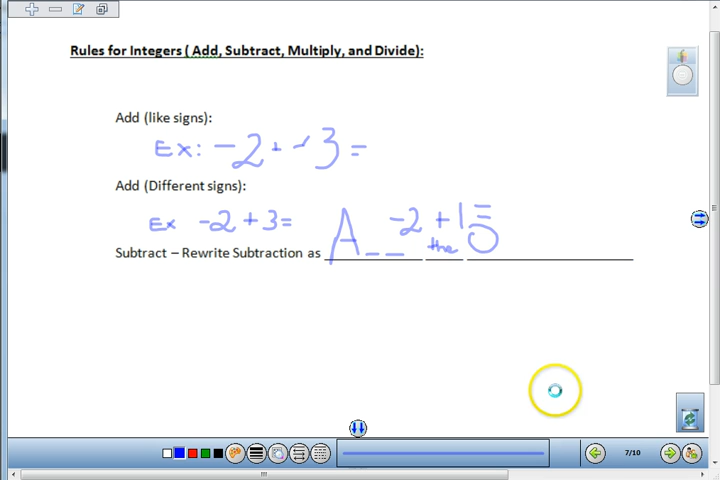 Rules for Integers ( Add, Subtract, Multiply, and Divide):
Add (like signs):
Ex: -2 + -3 =
Add (Different signs):
Ex -2 + 3 =
-2 + 1 =
Subtract – Rewrite Subtraction as A _ _ the O
7/10